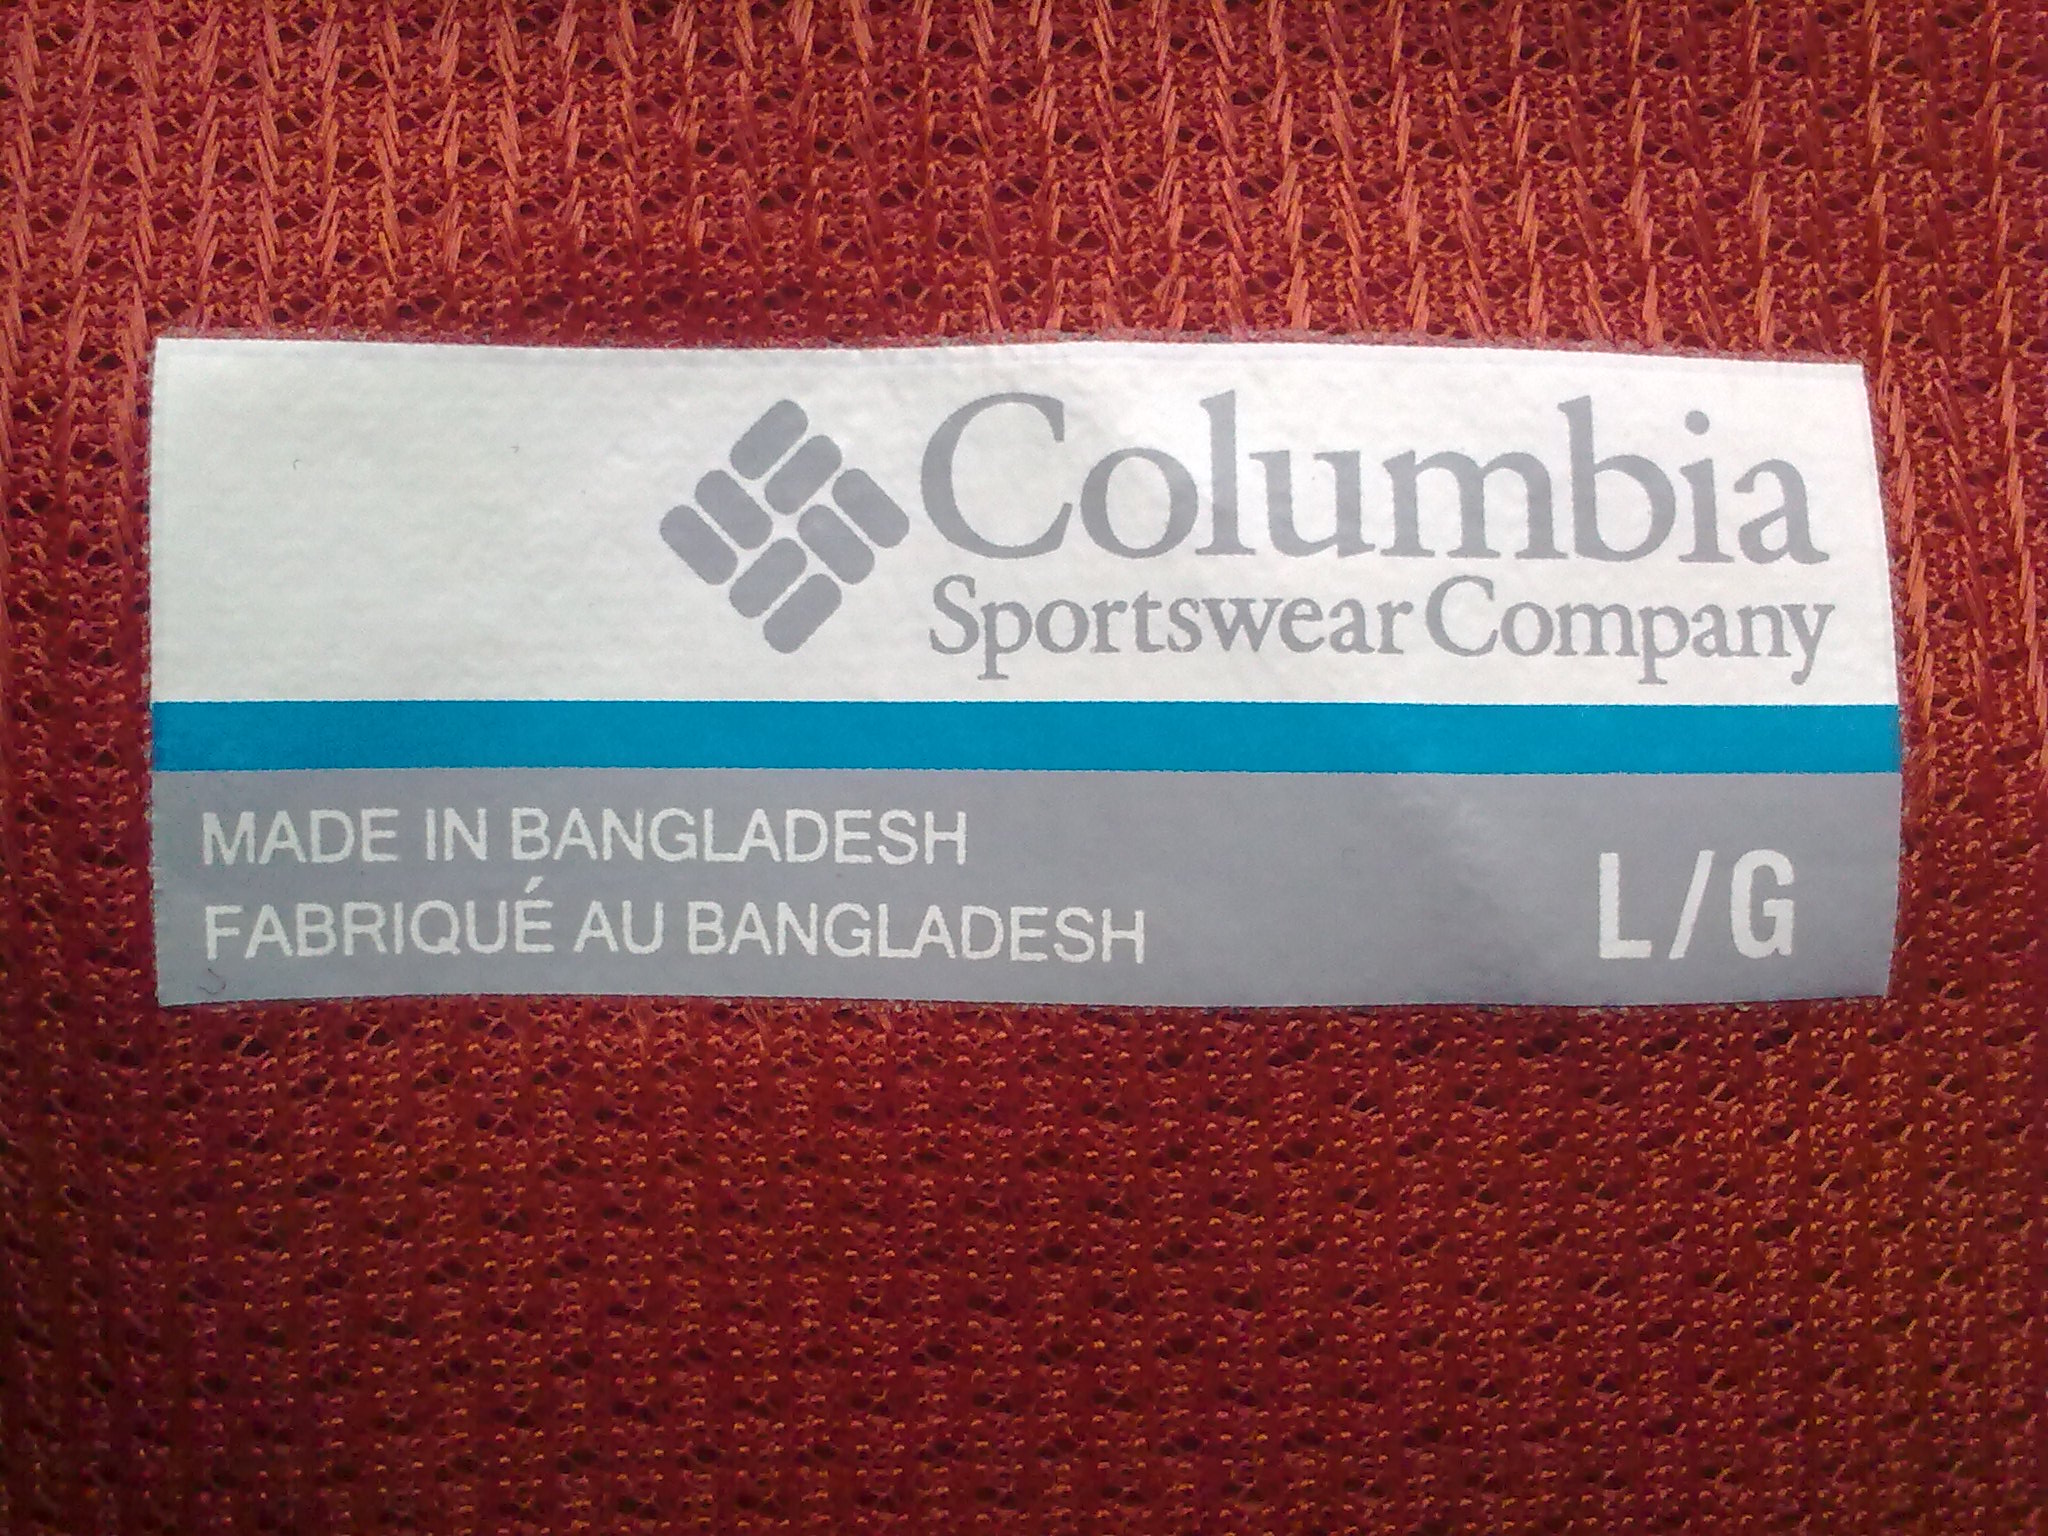 Columbia
Sportswear Company
MADE IN BANGLADESH
FABRIQUÉ AU BANGLADESH
L/G